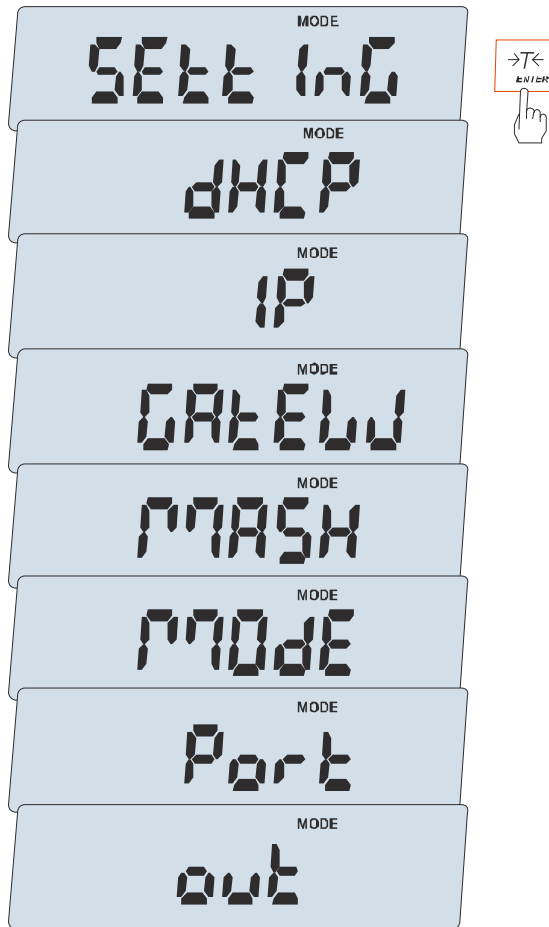 MODE
SEtt InG
→T←
ENTER
MODE
dHCP
MODE
IP
MODE
GAtEW
MODE
MASH
MODE
MOdE
MODE
Port
MODE
out